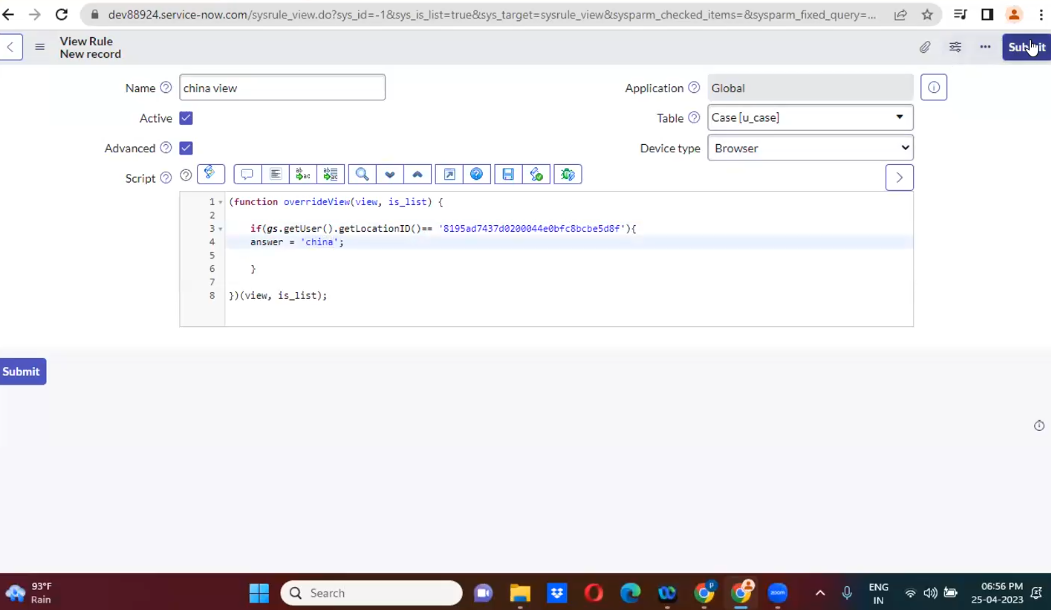 dev88924.service-now.com/sysrule_view.do?sys_id=-1&sys_is_list=true&sys_target=sysrule_view&sysparm_checked_items=&sysparm_fixed_query=...
View Rule
New record
Submit
Name china view
Application Global
Active
Table Case [u_case]
Advanced
Device type Browser
Script
1 (function overrideView(view, is_list) {
2
3 if(gs.getUser().getLocationID()== '8195ad7437d0200044e0bfc8bcbe5d8f'){
4 answer = 'china';
5
6 }
7
8 })(view, is_list);
Submit
93°F
Rain
Search
ENG
IN
06:56 PM
25-04-2023